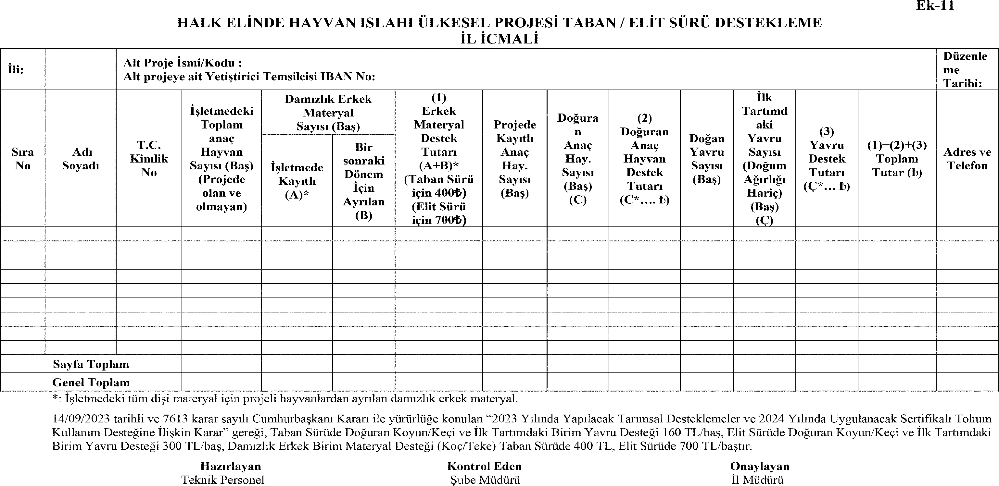 Ek-11
HALK ELİNDE HAYVAN ISLAHI ÜLKESEL PROJESİ TABAN / ELİT SÜRÜ DESTEKLEME
İL İCMALİ
İli:
Alt Proje İsmi/Kodu :
Alt projeye ait Yetiştirici Temsilcisi IBAN No:
Düzenle
me
Tarihi:
Sıra
No
Adı
Soyadı
T.C.
Kimlik
No
İşletmedeki
Toplam
anaç
Hayvan
Sayısı (Baş)
(Projede
olan ve
olmayan)
Damızlık Erkek
Materyal
Sayısı (Baş)
İşletmede
Kayıtlı
(A)*
Bir
sonraki
Dönem
İçin
Ayrılan
(B)
(1)
Erkek
Materyal
Destek
Tutarı
(A+B)*
(Taban Sürü
için 400₺)
(Elit Sürü
için 700₺)
Projede
Kayıtlı
Anaç
Hay.
Sayısı
(Baş)
Doğura
n
Anaç
Hay.
Sayısı
(Baş)
(C)
(2)
Doğuran
Anaç
Hayvan
Destek
Tutarı
(C*.... ₺)
Doğan
Yavru
Sayısı
(Baş)
İlk
Tartımd
aki
Yavru
Sayısı
(Doğum
Ağırlığı
Hariç)
(Baş)
(Ç)
(3)
Yavru
Destek
Tutarı
(Ç*... ₺)
(1)+(2)+(3)
Toplam
Tutar (₺)
Adres ve
Telefon
Sayfa Toplam
Genel Toplam
*: İşletmedeki tüm dişi materyal için projeli hayvanlardan ayrılan damızlık erkek materyal.
14/09/2023 tarihli ve 7613 karar sayılı Cumhurbaşkanı Kararı ile yürürlüğe konulan “2023 Yılında Yapılacak Tarımsal Desteklemeler ve 2024 Yılında Uygulanacak Sertifikalı Tohum
Kullanım Desteğine İlişkin Karar” gereği, Taban Sürüde Doğuran Koyun/Keçi ve İlk Tartımdaki Birim Yavru Desteği 160 TL/baş, Elit Sürüde Doğuran Koyun/Keçi ve İlk Tartımdaki
Birim Yavru Desteği 300 TL/baş, Damızlık Erkek Birim Materyal Desteği (Koç/Teke) Taban Sürüde 400 TL, Elit Sürüde 700 TL/baştır.
Hazırlayan
Teknik Personel
Kontrol Eden
Şube Müdürü
Onaylayan
İl Müdürü